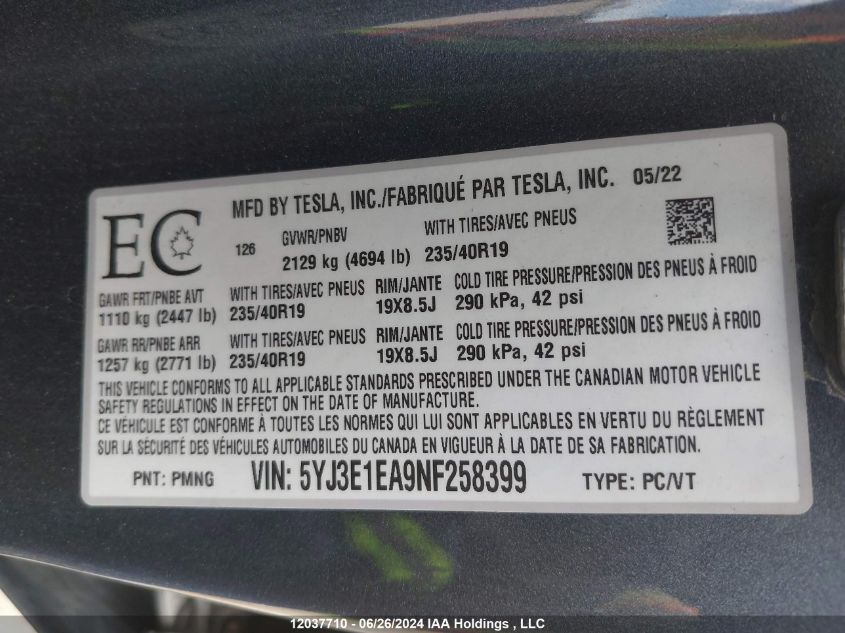 MFD BY TESLA, INC./FABRIQUÉ PAR TESLA, INC. 05/22
EC
126
GVWR/PNBV
2129 kg (4694 lb)
WITH TIRES/AVEC PNEUS
235/40R19
GAWR FRT/PNBE AVT
1110 kg (2447 lb)
WITH TIRES/AVEC PNEUS
235/40R19
RIM/JANTE
19X8.5J
COLD TIRE PRESSURE/PRESSION DES PNEUS À FROID
290 kPa, 42 psi
GAWR RR/PNBE ARR
1257 kg (2771 lb)
WITH TIRES/AVEC PNEUS
235/40R19
RIM/JANTE
19X8.5J
COLD TIRE PRESSURE/PRESSION DES PNEUS À FROID
290 kPa, 42 psi
THIS VEHICLE CONFORMS TO ALL APPLICABLE STANDARDS PRESCRIBED UNDER THE CANADIAN MOTOR VEHICLE
SAFETY REGULATIONS IN EFFECT ON THE DATE OF MANUFACTURE.
CE VÉHICULE EST CONFORME À TOUTES LES NORMES QUI LUI SONT APPLICABLES EN VERTU DU RÈGLEMENT
SUR LA SÉCURITÉ DES VÉHICULES AUTOMOBILES DU CANADA EN VIGUEUR À LA DATE DE SA FABRICATION.
PNT: PMNG VIN: 5YJ3E1EA9NF258399 TYPE: PC/VT
12037710 - 06/26/2024 IAA Holdings , LLC